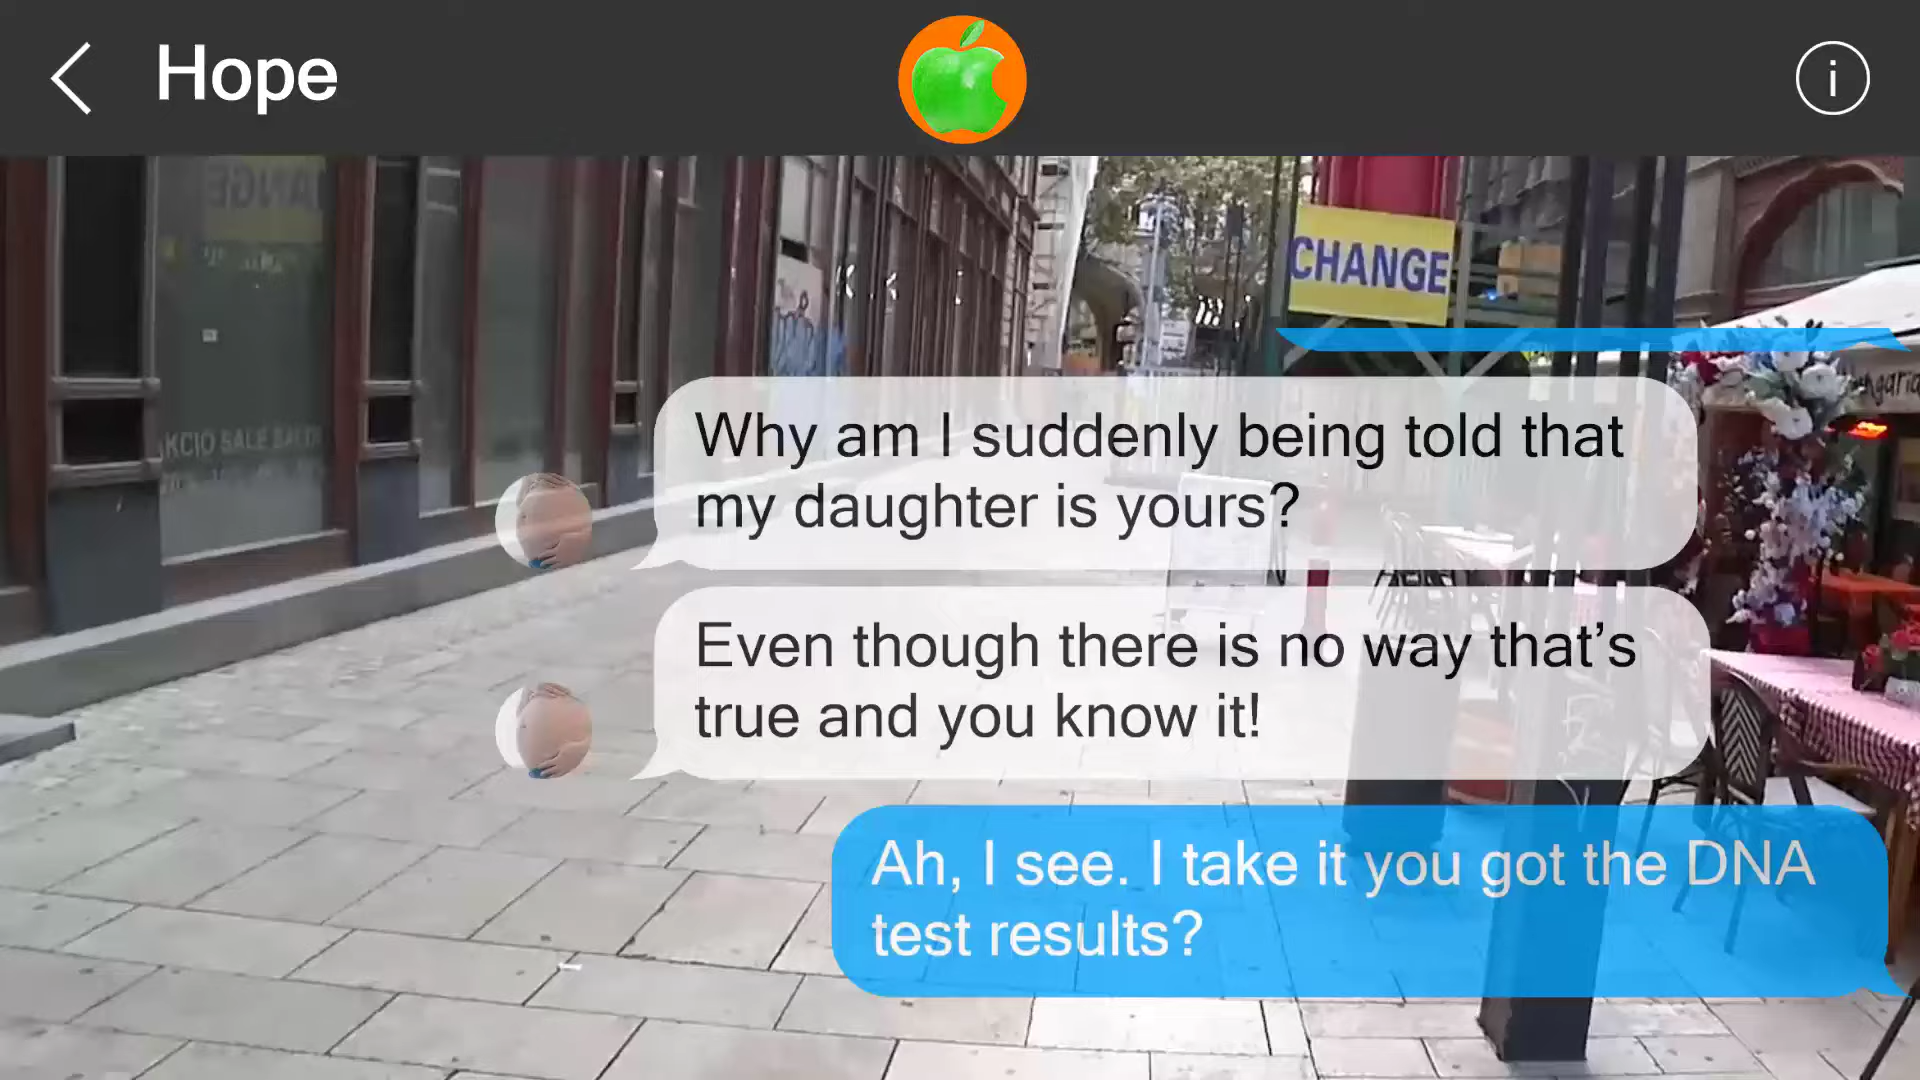 Hope
i
CHANGE
Why am I suddenly being told that
my daughter is yours?
Even though there is no way that's
true and you know it!
Ah, I see. I take it you got the DNA
test results?